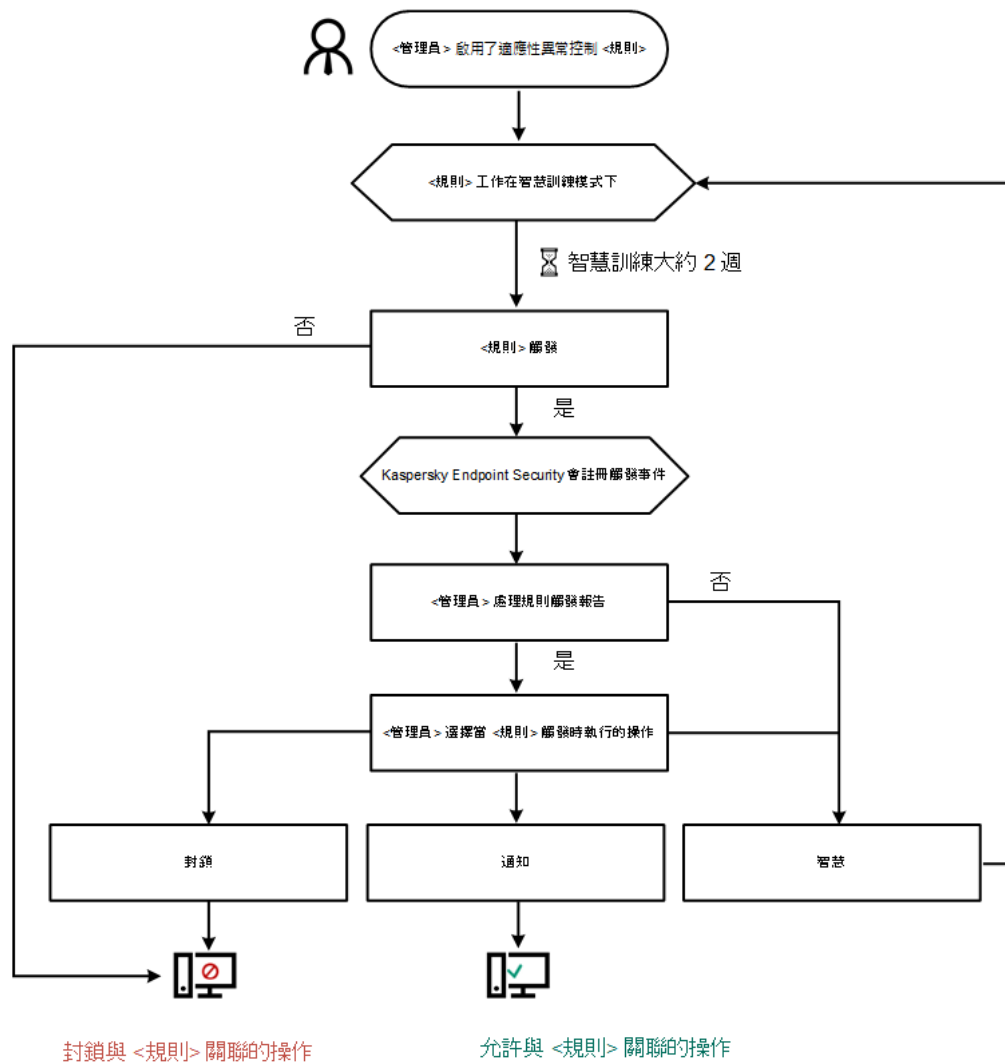 <管理員> 啟用了適應性異常控制 <規則>
<規則> 工作在智慧訓練模式下
智慧訓練大約 2 週
否
<規則> 觸發
是
Kaspersky Endpoint Security 會註冊觸發事件
否
<管理員> 處理規則觸發報告
是
<管理員> 選擇當 <規則> 觸發時執行的操作
封鎖
通知
智慧
封鎖與 <規則> 關聯的操作
允許與 <規則> 關聯的操作